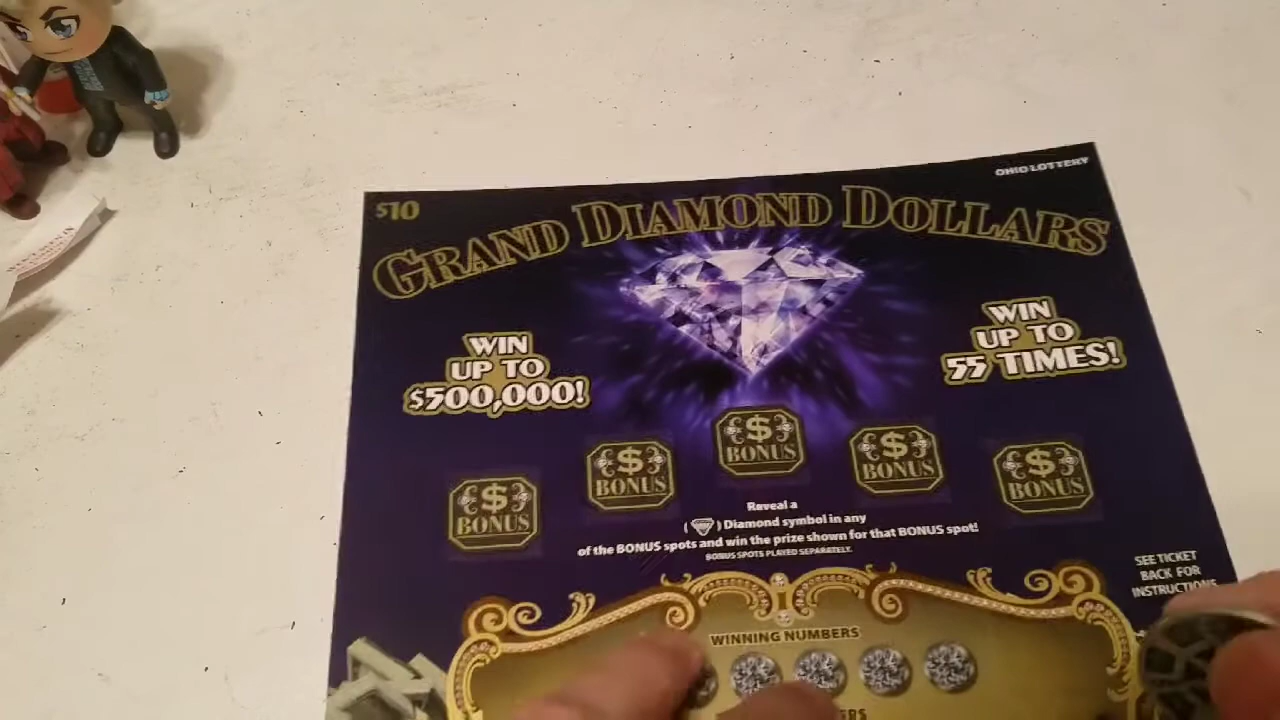 OHIO LOTTERY
$10
GRAND DIAMOND DOLLARS
WIN
UP TO
$500,000!
WIN
UP TO
55 TIMES!
$
BONUS
$
BONUS
$
BONUS
$
BONUS
$
BONUS
Reveal a
( ) Diamond symbol in any
of the BONUS spots and win the prize shown for that BONUS spot!
BONUS SPOTS PLAYED SEPARATELY.
SEE TICKET
BACK FOR
INSTRUCTIONS
WINNING NUMBERS